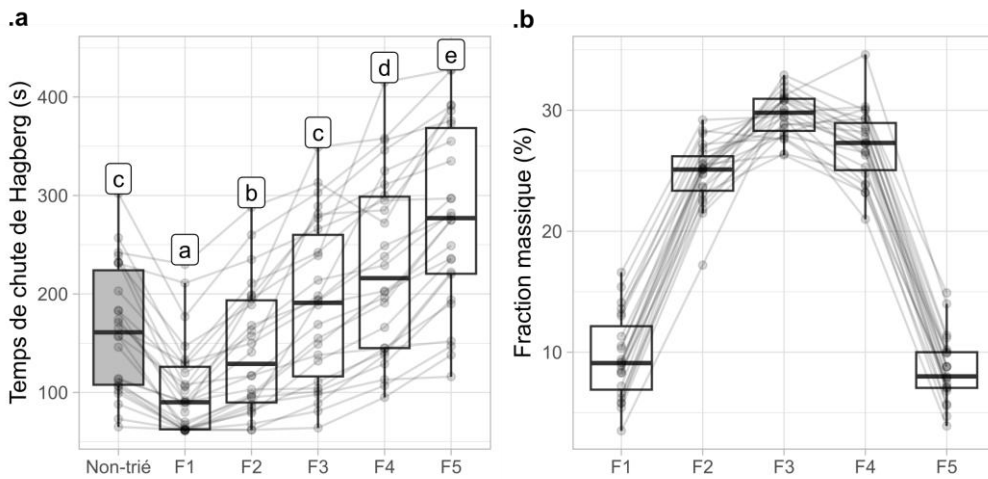 .a
Temps de chute de Hagberg (s)
400
300
200
100
c
a
b
c
d
e
Non-trié F1 F2 F3 F4 F5
.b
Fraction massique (%)
30
20
10
F1 F2 F3 F4 F5